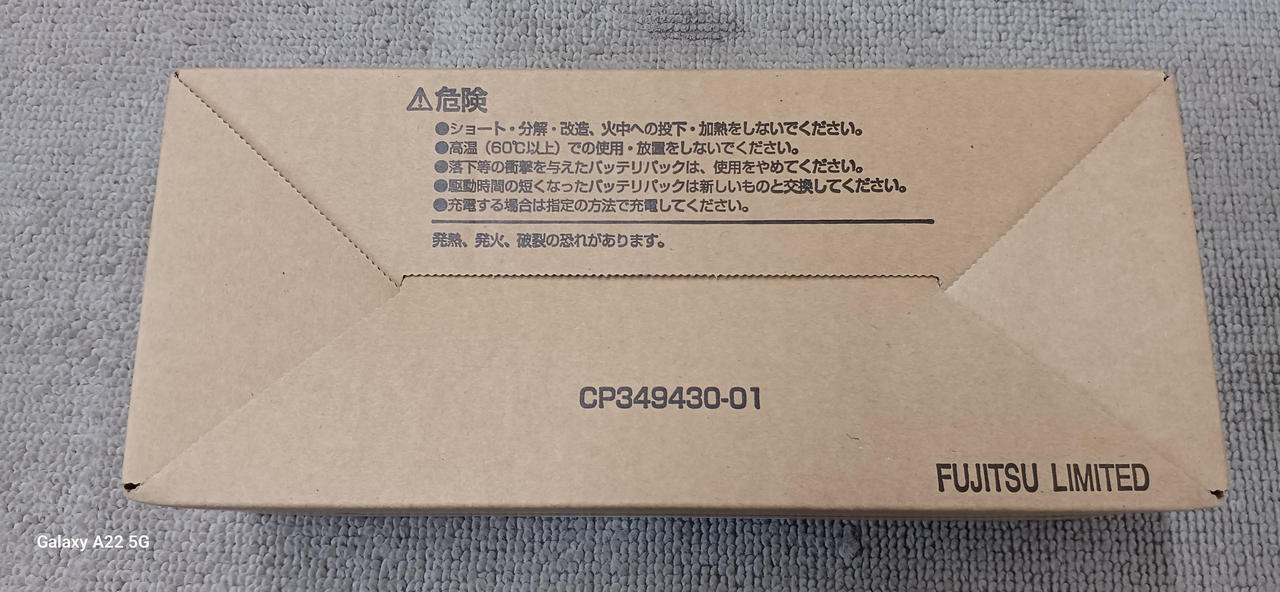 ⚠危険
●ショート・分解・改造、火中への投下・加熱をしないでください。
●高温（60℃以上）での使用・放置をしないでください。
●落下等の衝撃を与えたバッテリパックは、使用をやめてください。
●駆動時間の短くなったバッテリパックは新しいものと交換してください。
●充電する場合は指定の方法で充電してください。
発熱、発火、破裂の恐れがあります。
CP349430-01
FUJITSU LIMITED
Galaxy A22 5G